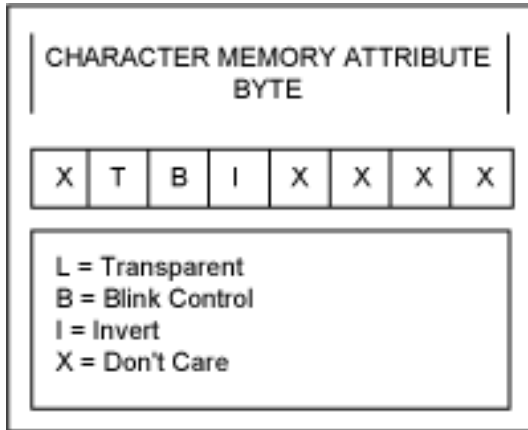 CHARACTER MEMORY ATTRIBUTE
BYTE
X T B I X X X X
L = Transparent
B = Blink Control
I = Invert
X = Don't Care